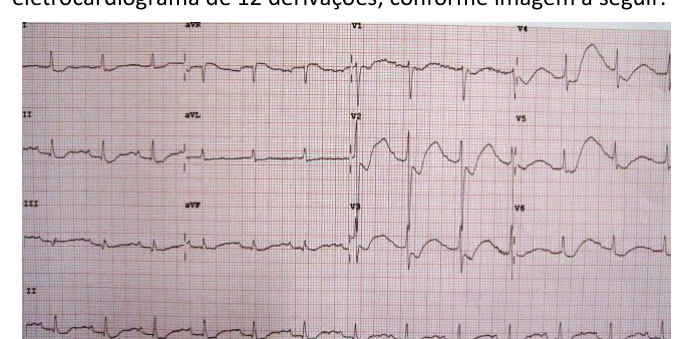 eletrocardiograma de 12 derivações, conforme imagem a seguir:
I aVR V1 V4
II aVL V2 V5
III aVF V3 V6
II